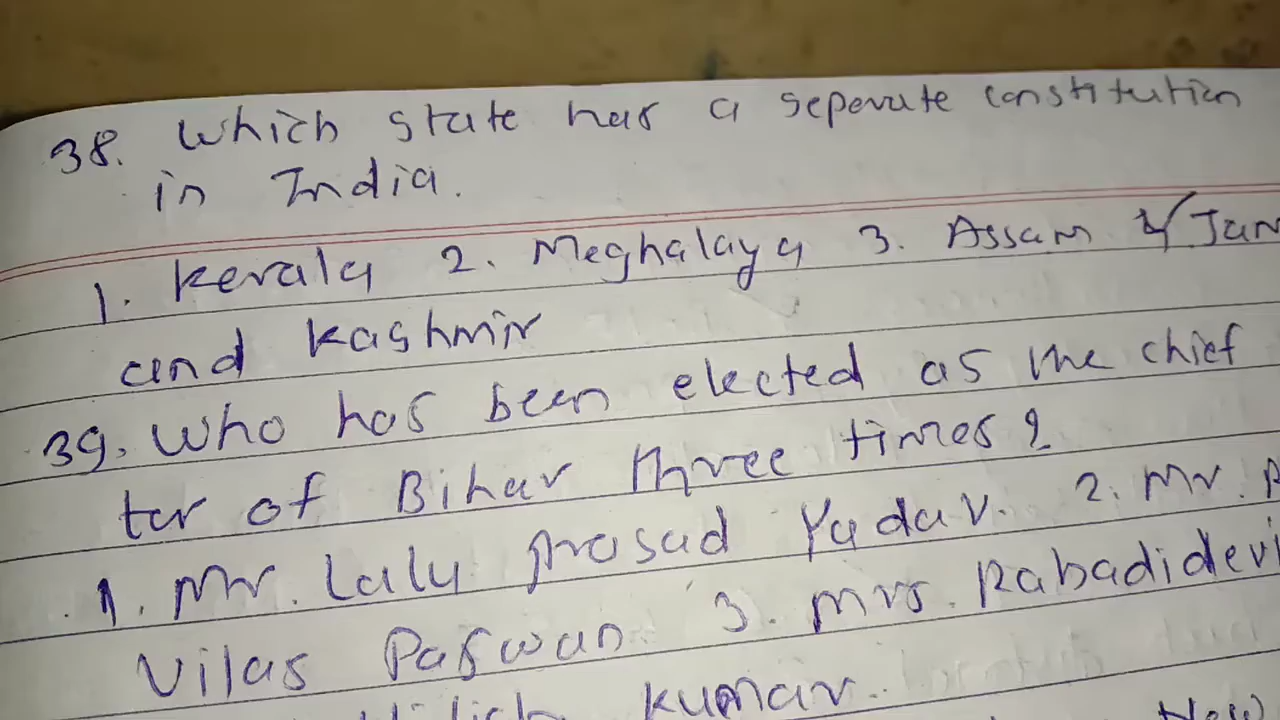 38. Which state has a seperate constitution
in India.
1. Kerala 2. Meghalaya 3. Assam 4 Jam
and Kashmir
39. Who has been elected as the chief
ter of Bihar three times ?
1. Mr. Lalu prasad Yadav. 2. Mr.
Vilas Paswan 3. Mrs. Rabadidevi
kumar.